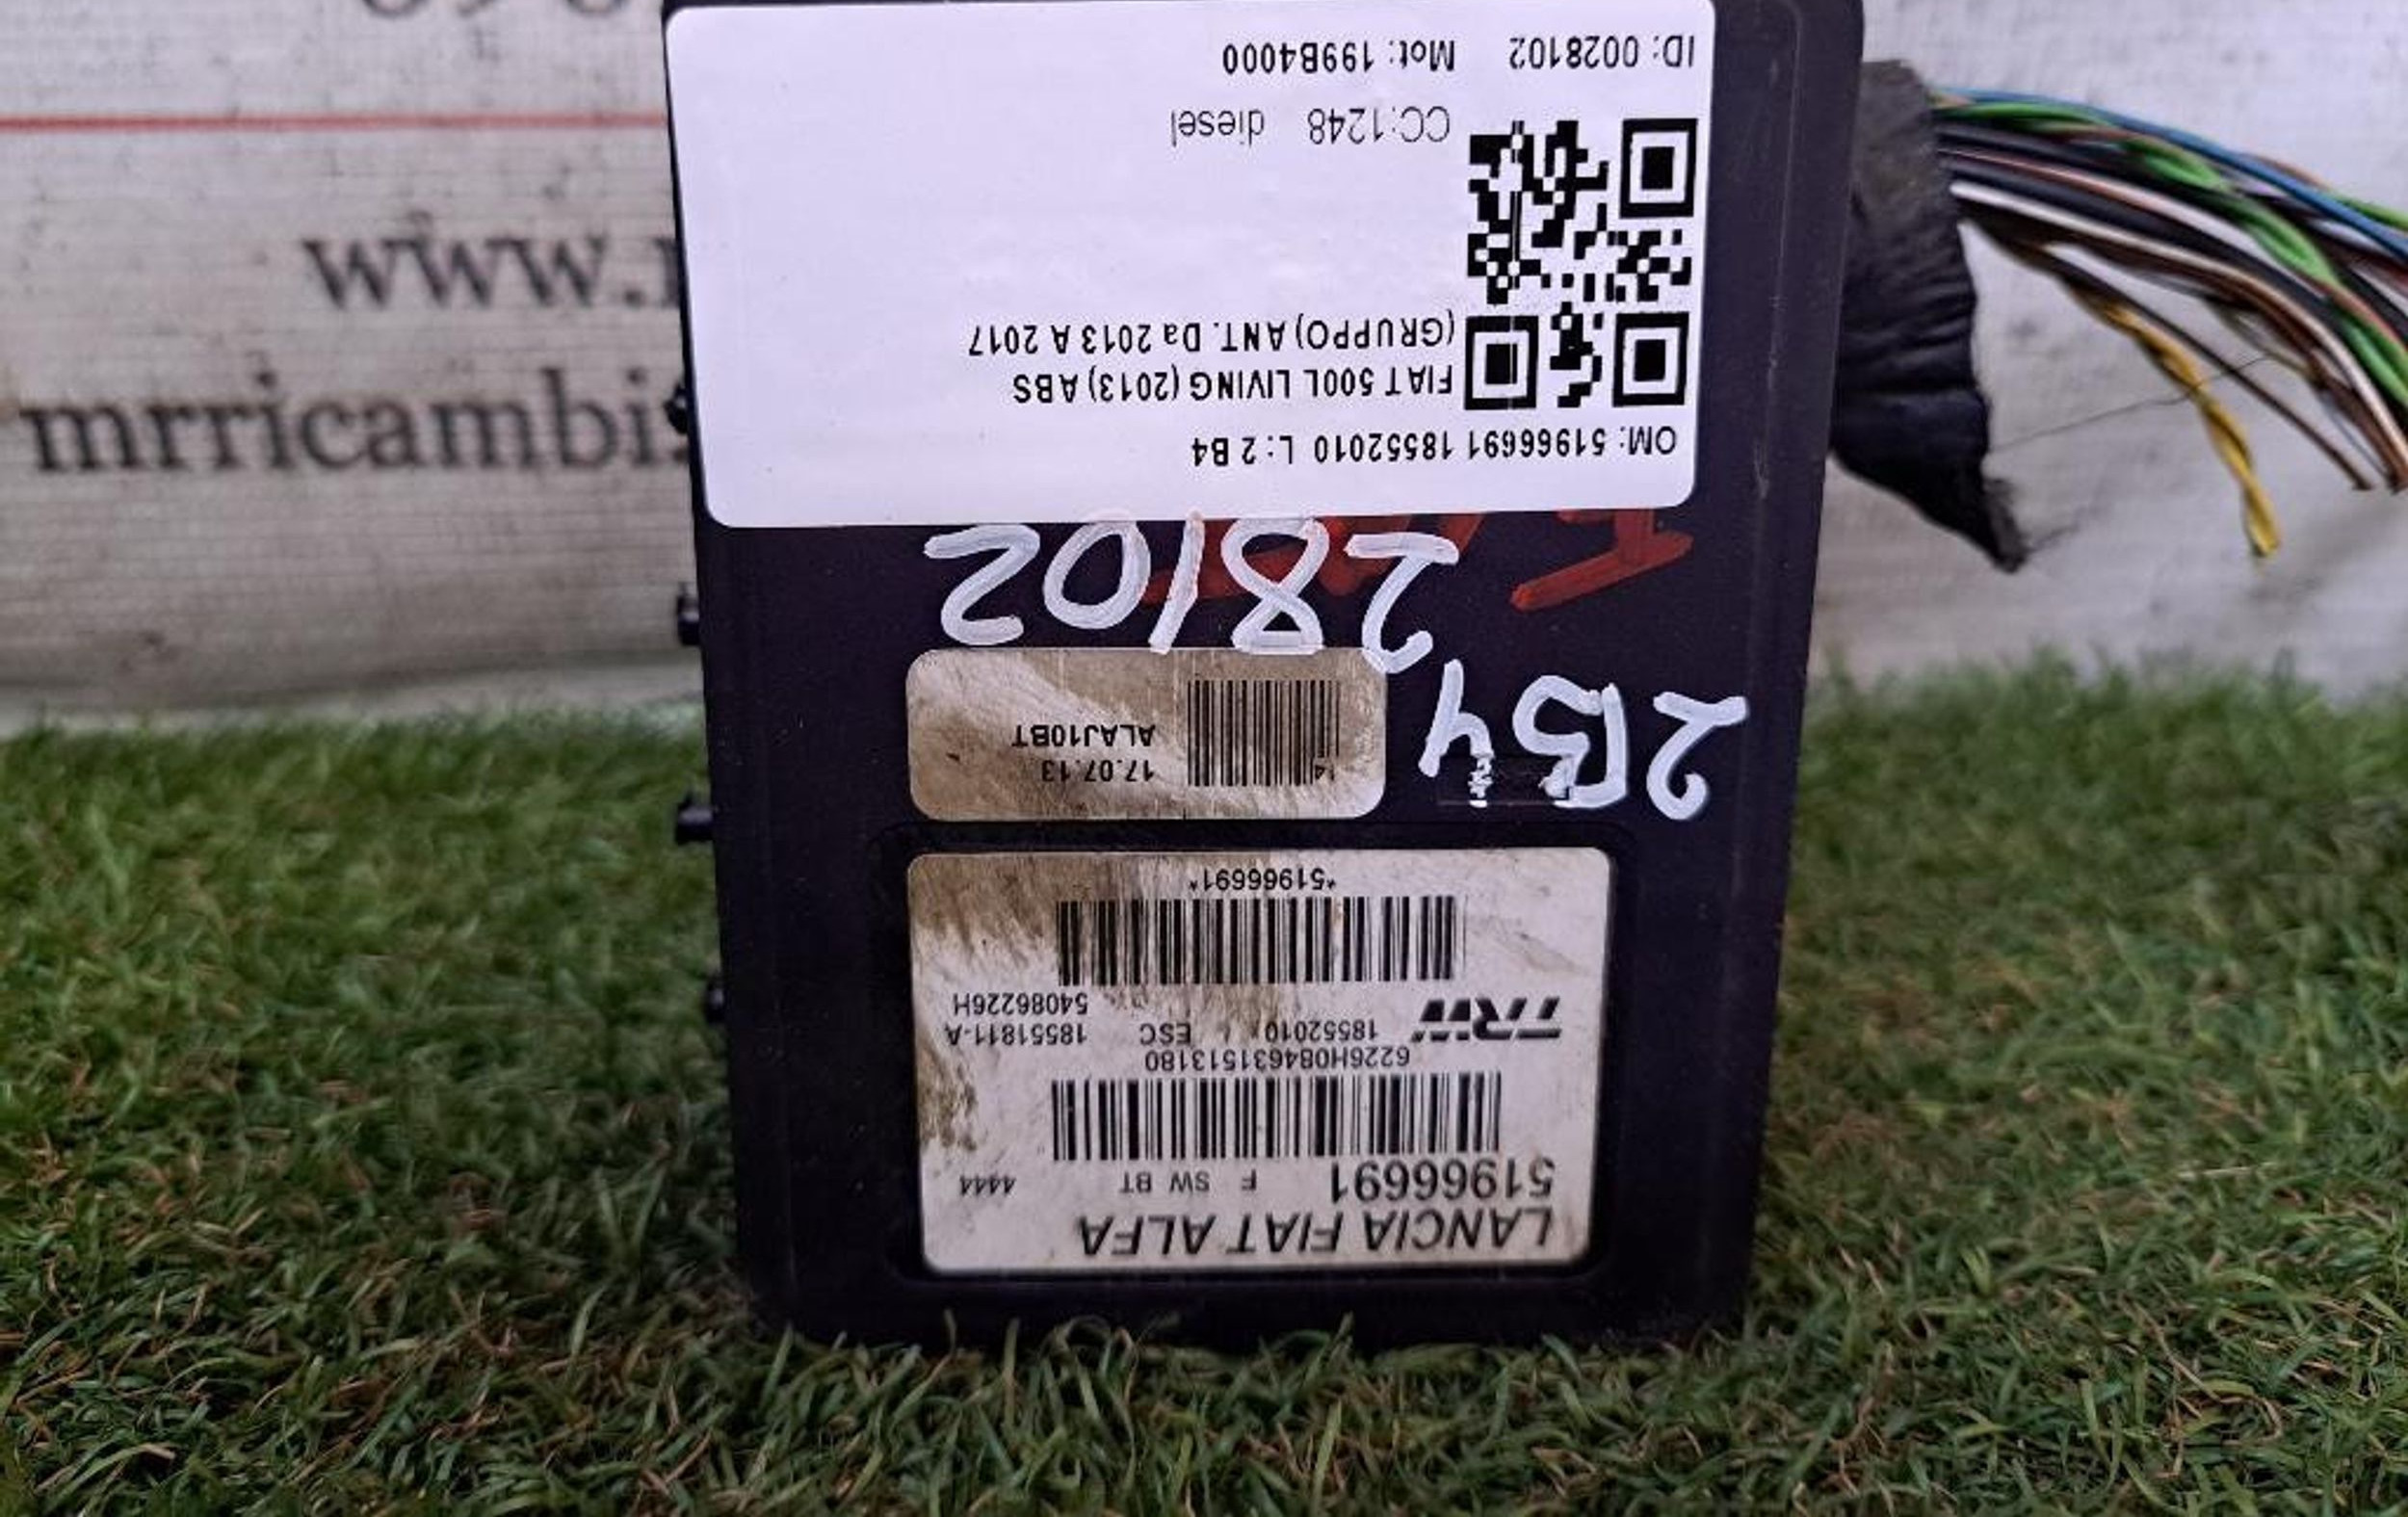 www.
mrricambi
LANCIA FIAT ALFA
51966691 F SW BT 4444
6226H084631513180
TRW 18552010 ESC 18551811-A
54086226H
*51966691*
14 17.07.13
ALAJ10BT
2B4
28102
OM: 51966691 18552010 L: 2 B4
FIAT 500L LIVING (2013) ABS
(GRUPPO) ANT. Da 2013 A 2017
CC:1248 diesel
ID: 0028102 Mot: 199B4000